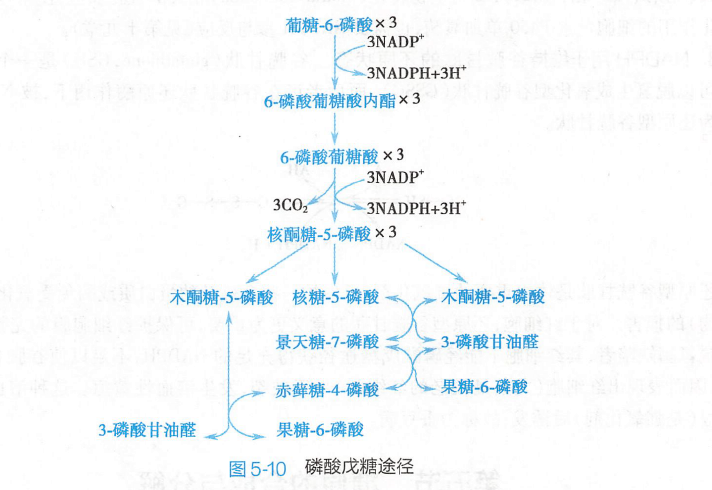 葡糖-6-磷酸×3
3NADP⁺
3NADPH+3H⁺
6-磷酸葡糖酸内酯×3
6-磷酸葡糖酸×3
3NADP⁺
3CO₂
3NADPH+3H⁺
核酮糖-5-磷酸×3
木酮糖-5-磷酸 核糖-5-磷酸 木酮糖-5-磷酸
景天糖-7-磷酸 3-磷酸甘油醛
赤藓糖-4-磷酸 果糖-6-磷酸
3-磷酸甘油醛 果糖-6-磷酸
图5-10 磷酸戊糖途径